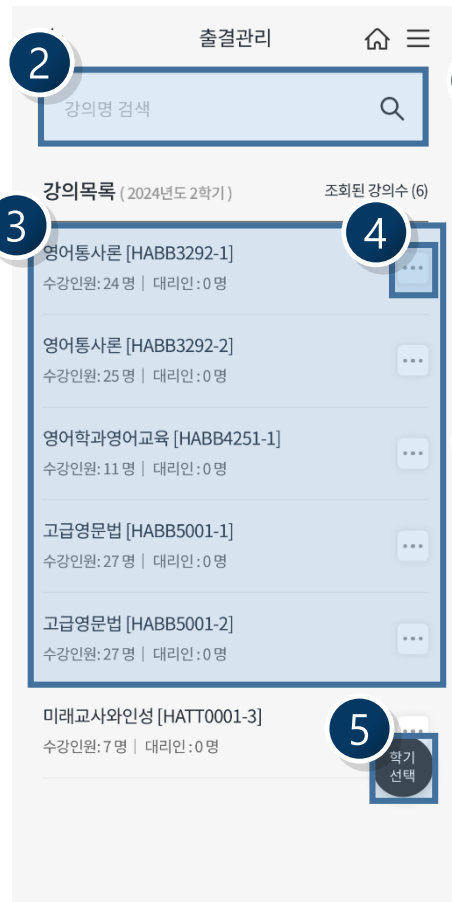 출결관리
2
강의명 검색
강의목록 ( 2024년도 2학기 ) 조회된 강의수 (6)
3
4
영어통사론 [HABB3292-1]
수강인원: 24 명 | 대리인 : 0 명
영어통사론 [HABB3292-2]
수강인원: 25 명 | 대리인 : 0 명
영어학과영어교육 [HABB4251-1]
수강인원: 11 명 | 대리인 : 0 명
고급영문법 [HABB5001-1]
수강인원: 27 명 | 대리인 : 0 명
고급영문법 [HABB5001-2]
수강인원: 27 명 | 대리인 : 0 명
미래교사와인성 [HATT0001-3]
수강인원: 7 명 | 대리인 : 0 명
5
학기
선택